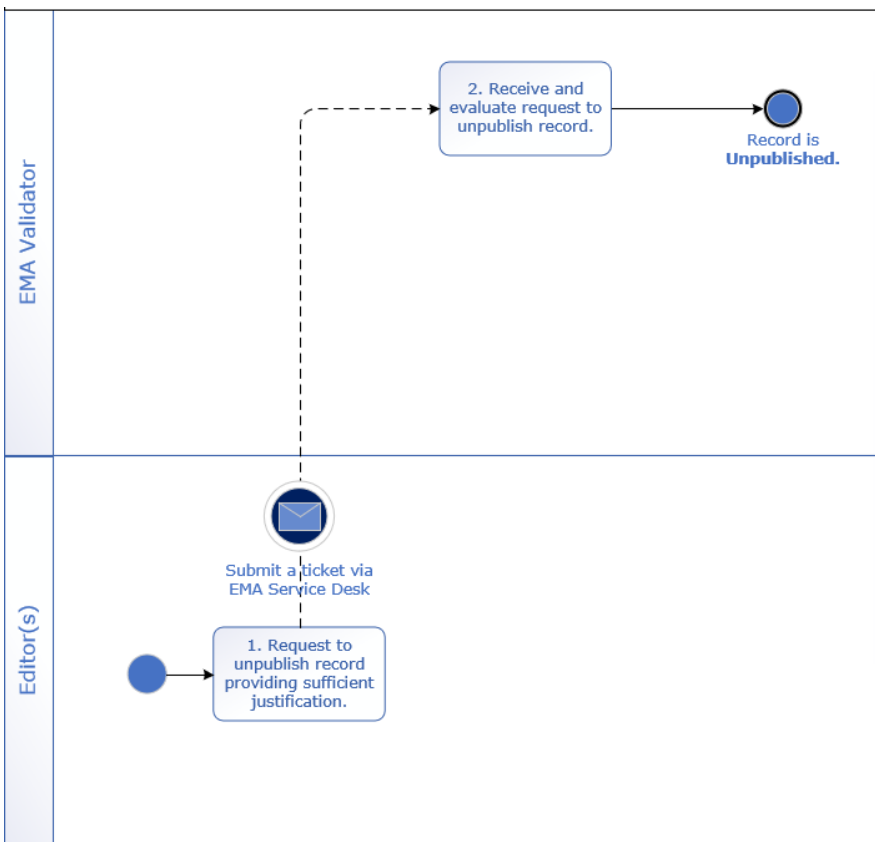 EMA Validator
2. Receive and
evaluate request to
unpublish record.
Record is
Unpublished.
Editor(s)
Submit a ticket via
EMA Service Desk
1. Request to
unpublish record
providing sufficient
justification.